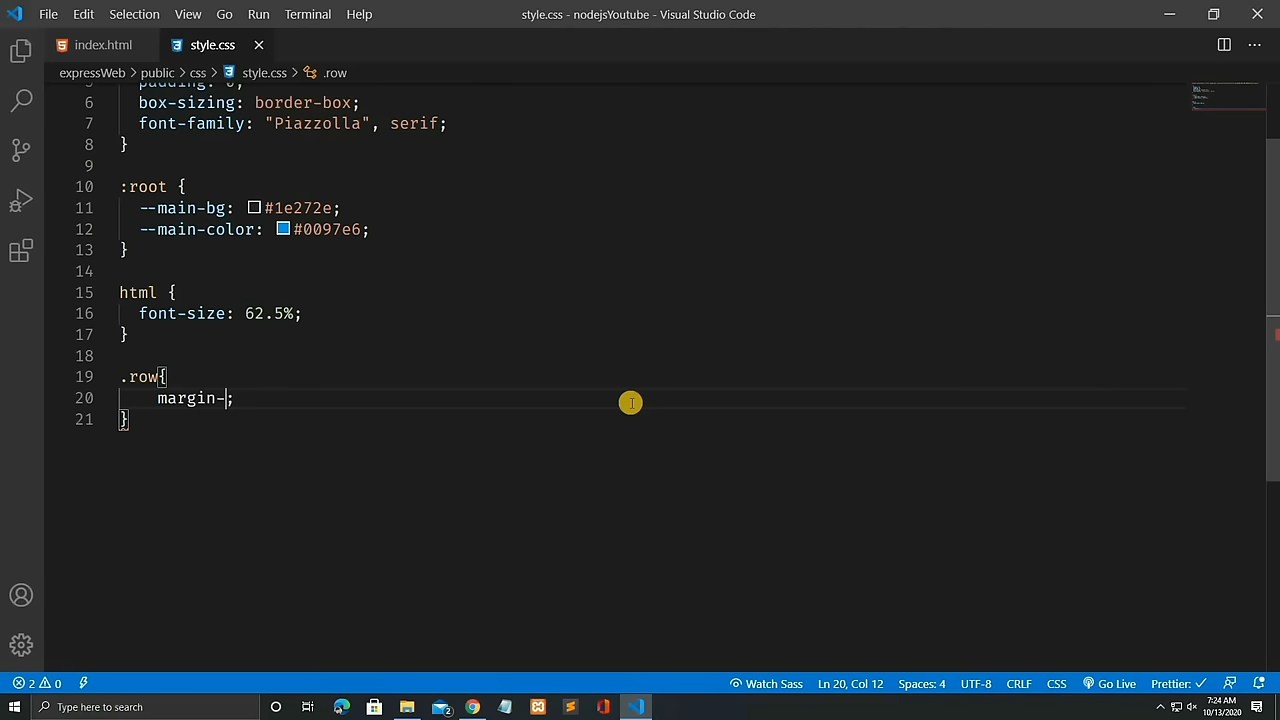 File Edit Selection View Go Run Terminal Help
style.css - nodejsYoutube - Visual Studio Code
index.html
style.css
expressWeb > public > css > style.css > .row
padding: 0;
6 box-sizing: border-box;
7 font-family: "Piazzolla", serif;
8 }
9
10 :root {
11 --main-bg: #1e272e;
12 --main-color: #0097e6;
13 }
14
15 html {
16 font-size: 62.5%;
17 }
18
19 .row{
20 margin-;
21 }
2 0
Watch Sass Ln 20, Col 12 Spaces: 4 UTF-8 CRLF CSS Go Live Prettier: ✓
Type here to search
2
7:24 AM
10/13/2020